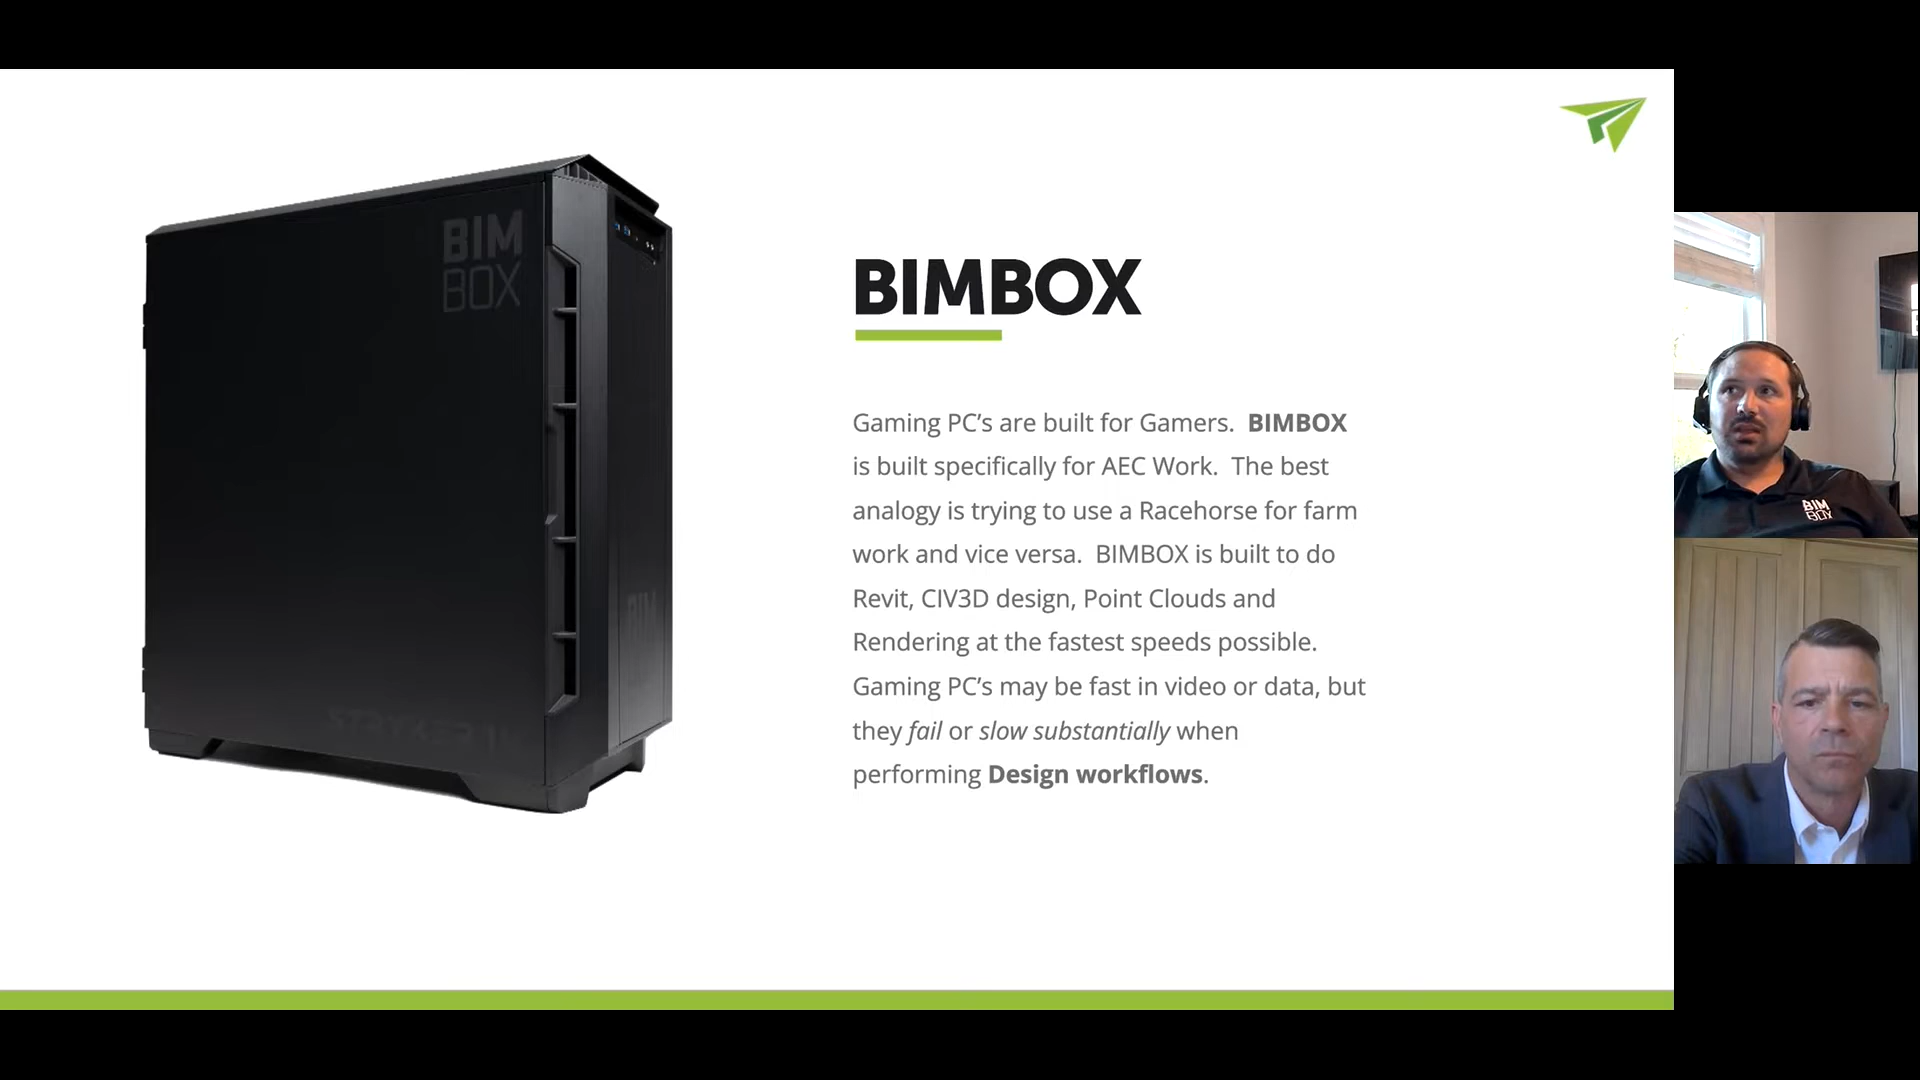 BIM
BOX
BIM
STRYKER
BIMBOX
Gaming PC’s are built for Gamers.  BIMBOX
is built specifically for AEC Work.  The best
analogy is trying to use a Racehorse for farm
work and vice versa.  BIMBOX is built to do
Revit, CIV3D design, Point Clouds and
Rendering at the fastest speeds possible.
Gaming PC’s may be fast in video or data, but
they fail or slow substantially when
performing Design workflows.
BIM
BOX